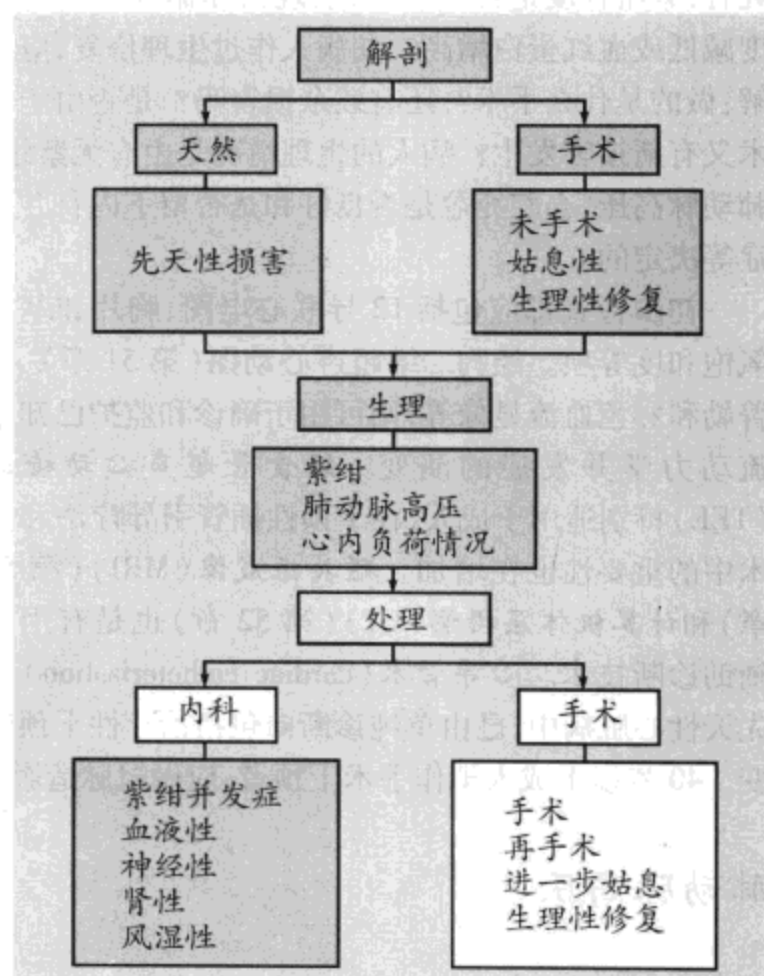 解剖
天然
手术
先天性损害
未手术
姑息性
生理性修复
生理
紫绀
肺动脉高压
心内负荷情况
处理
内科
手术
紫绀并发症
血液性
神经性
肾性
风湿性
手术
再手术
进一步姑息
生理性修复